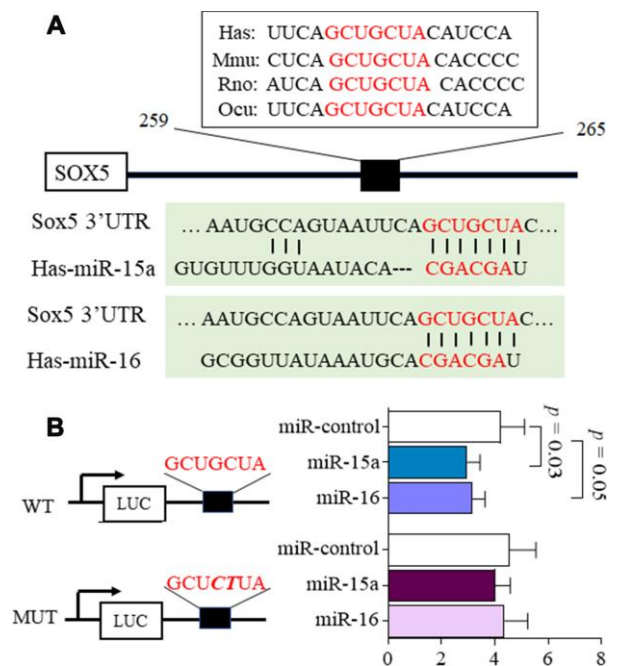 A
Has: UUCAGCUGCUACAUCCA
Mmu: CUCA GCUGCUA CACCCC
Rno: AUCA GCUGCUA CACCCC
Ocu: UUCAGCUGCUACAUCCA
259
265
SOX5
Sox5 3’UTR
... AAUGCCAGUAAUUCAGCUGCUAC...
Has-miR-15a
GUGUUUGGUAAUACA--- CGACGAU
Sox5 3’UTR
... AAUGCCAGUAAUUCAGCUGCUAC...
Has-miR-16
GCGGUUAUAAAUGCACGACGAU
B
WT
GCUGCUA
LUC
miR-control
miR-15a
miR-16
p = 0.03
p = 0.05
MUT
GCUCTUA
LUC
miR-control
miR-15a
miR-16
0 2 4 6 8